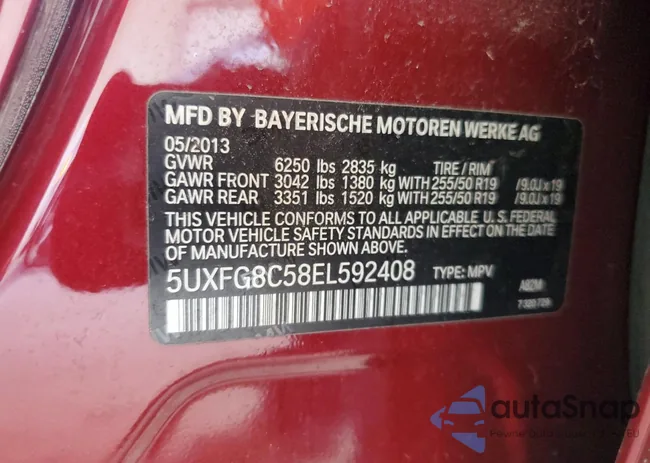 MFD BY BAYERISCHE MOTOREN WERKE AG
05/2013
GVWR 6250 lbs 2835 kg TIRE / RIM
GAWR FRONT 3042 lbs 1380 kg WITH 255/50 R19 /9.0J x 19
GAWR REAR 3351 lbs 1520 kg WITH 255/50 R19 /9.0J x 19
THIS VEHICLE CONFORMS TO ALL APPLICABLE U.S. FEDERAL
MOTOR VEHICLE SAFETY STANDARDS IN EFFECT ON THE DATE
OF MANUFACTURE SHOWN ABOVE.
5UXFG8C58EL592408 TYPE: MPV
autoSnap